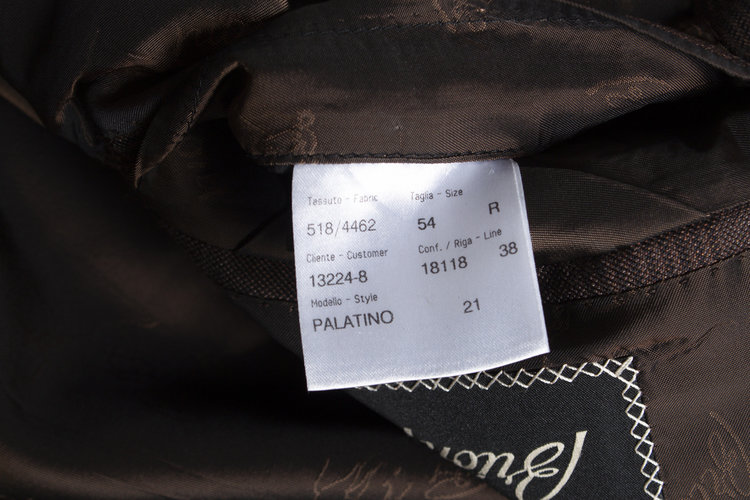 Tessuto - Fabric Taglia - Size
518/4462 54 R
Cliente - Customer Conf. / Riga - Line
13224-8 18118 38
Modello - Style
PALATINO 21